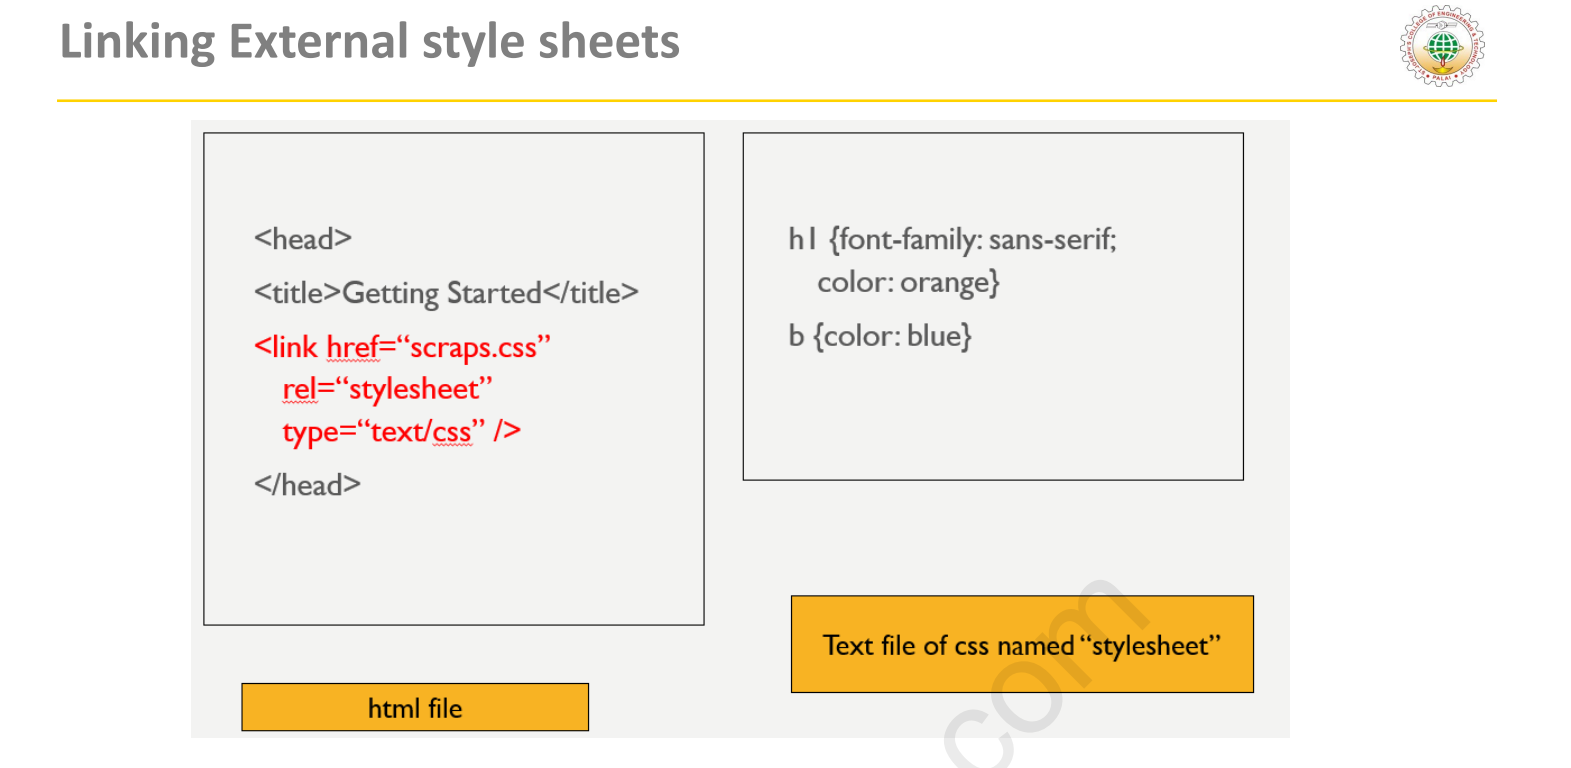 Linking External style sheets
ST.JOSEPH'S COLLEGE OF ENGINEERING & TECHNOLOGY
PALAI
<head>
<title>Getting Started</title>
<link href=“scraps.css”
rel=“stylesheet”
type=“text/css” />
</head>
html file
h1 {font-family: sans-serif;
color: orange}
b {color: blue}
Text file of css named “stylesheet”
com